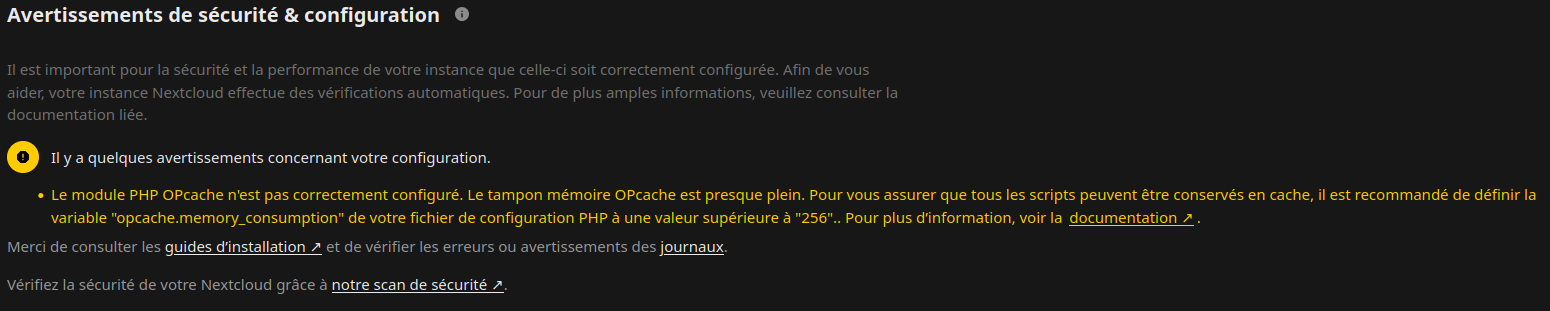 Avertissements de sécurité & configuration
Il est important pour la sécurité et la performance de votre instance que celle-ci soit correctement configurée. Afin de vous
aider, votre instance Nextcloud effectue des vérifications automatiques. Pour de plus amples informations, veuillez consulter la
documentation liée.
Il y a quelques avertissements concernant votre configuration.
• Le module PHP OPcache n'est pas correctement configuré. Le tampon mémoire OPcache est presque plein. Pour vous assurer que tous les scripts peuvent être conservés en cache, il est recommandé de définir la
variable "opcache.memory_consumption" de votre fichier de configuration PHP à une valeur supérieure à "256".. Pour plus d’information, voir la documentation ↗ .
Merci de consulter les guides d’installation ↗ et de vérifier les erreurs ou avertissements des journaux.
Vérifiez la sécurité de votre Nextcloud grâce à notre scan de sécurité ↗.